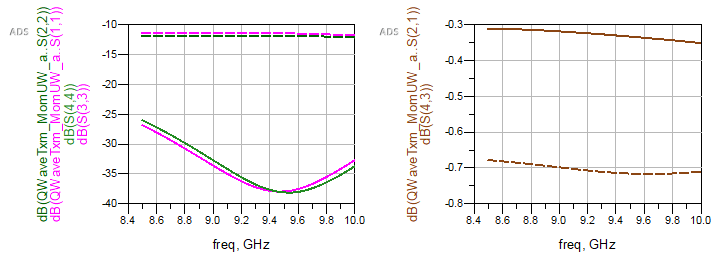 ADS
dB(QWaveTxm_MomUW_a..S(2,2))
dB(QWaveTxm_MomUW_a..S(1,1))
dB(S(4,4))
dB(S(3,3))
-10
-15
-20
-25
-30
-35
-40
8.4 8.6 8.8 9.0 9.2 9.4 9.6 9.8 10.0
freq, GHz
ADS
dB(QWaveTxm_MomUW_a..S(2,1))
dB(S(4,3))
-0.3
-0.4
-0.5
-0.6
-0.7
-0.8
8.4 8.6 8.8 9.0 9.2 9.4 9.6 9.8 10.0
freq, GHz